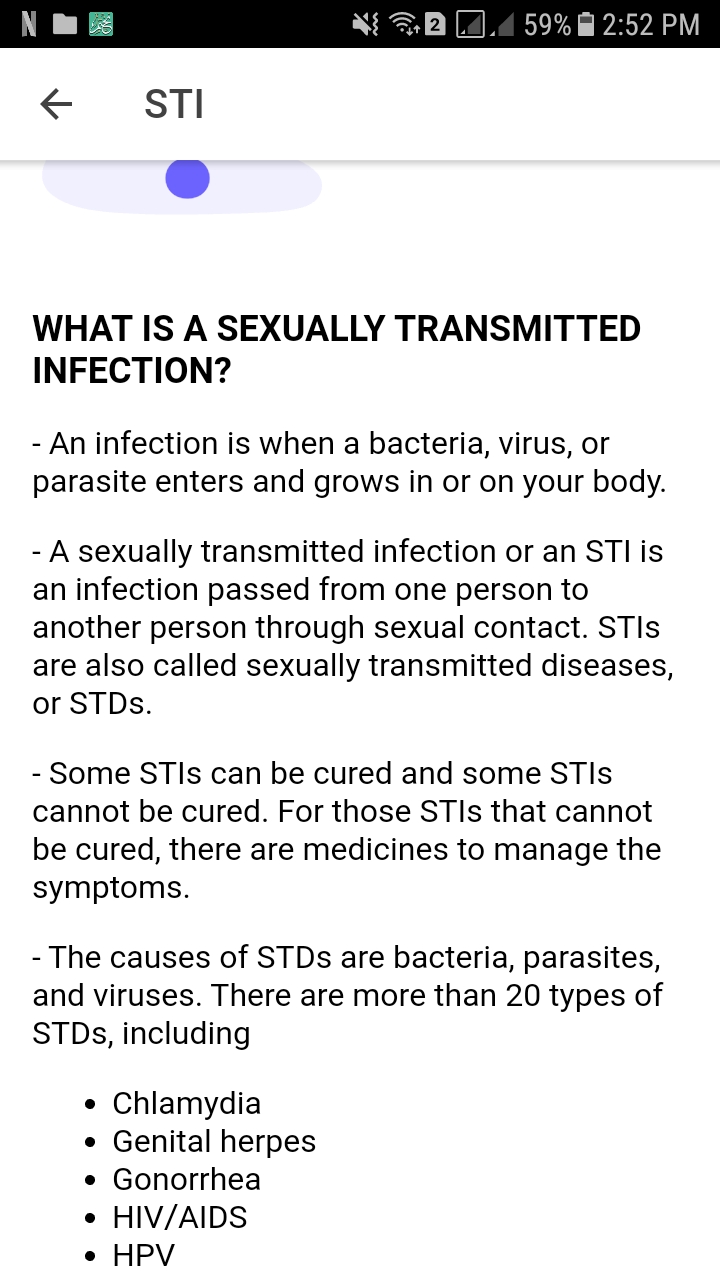 59% 2:52 PM
STI
WHAT IS A SEXUALLY TRANSMITTED
INFECTION?
- An infection is when a bacteria, virus, or
parasite enters and grows in or on your body.
- A sexually transmitted infection or an STI is
an infection passed from one person to
another person through sexual contact. STIs
are also called sexually transmitted diseases,
or STDs.
- Some STIs can be cured and some STIs
cannot be cured. For those STIs that cannot
be cured, there are medicines to manage the
symptoms.
- The causes of STDs are bacteria, parasites,
and viruses. There are more than 20 types of
STDs, including
• Chlamydia
• Genital herpes
• Gonorrhea
• HIV/AIDS
• HPV